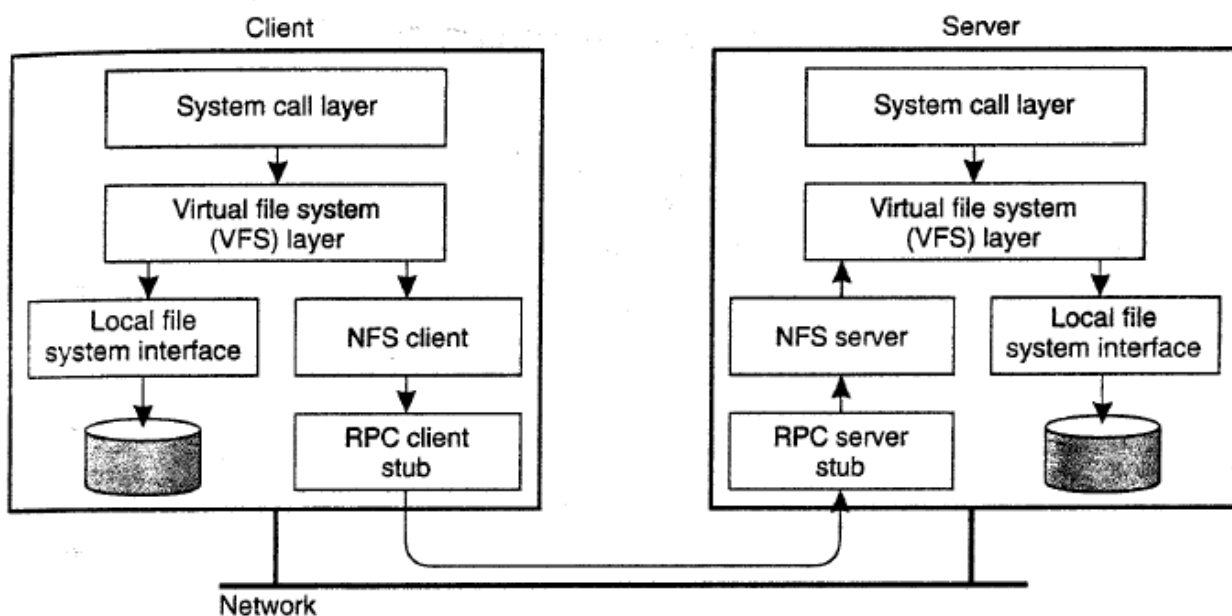 Client
Server
System call layer
Virtual file system
(VFS) layer
Local file
system interface
NFS client
RPC client
stub
System call layer
Virtual file system
(VFS) layer
NFS server
Local file
system interface
RPC server
stub
Network